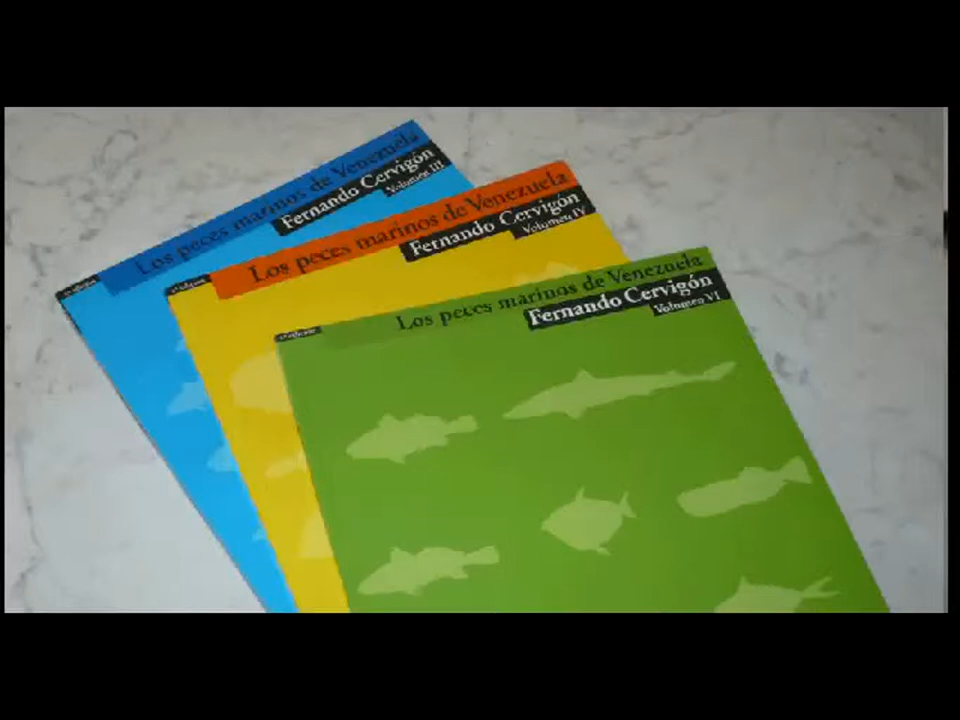 Los peces marinos de Venezuela
Fernando Cervigón
Volumen III
Los peces marinos de Venezuela
Fernando Cervigón
Volumen IV
Los peces marinos de Venezuela
Fernando Cervigón
Volumen VI